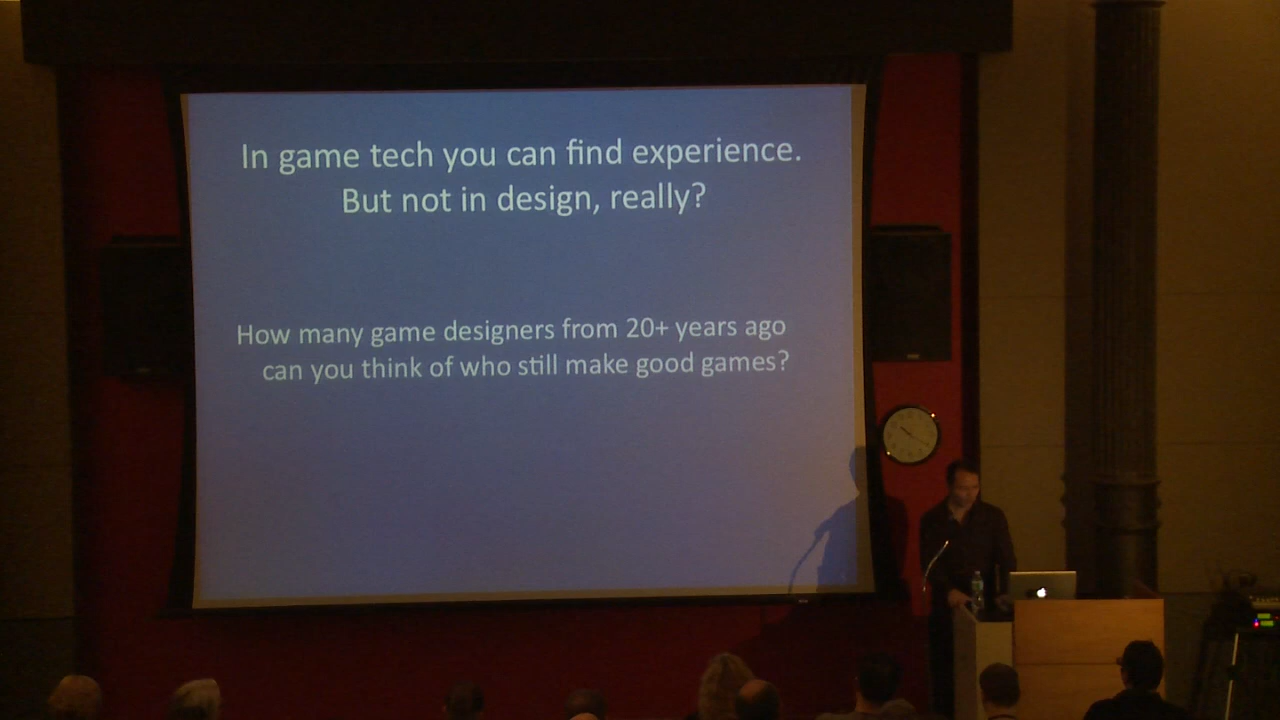 In game tech you can find experience.
But not in design, really?
How many game designers from 20+ years ago
can you think of who still make good games?